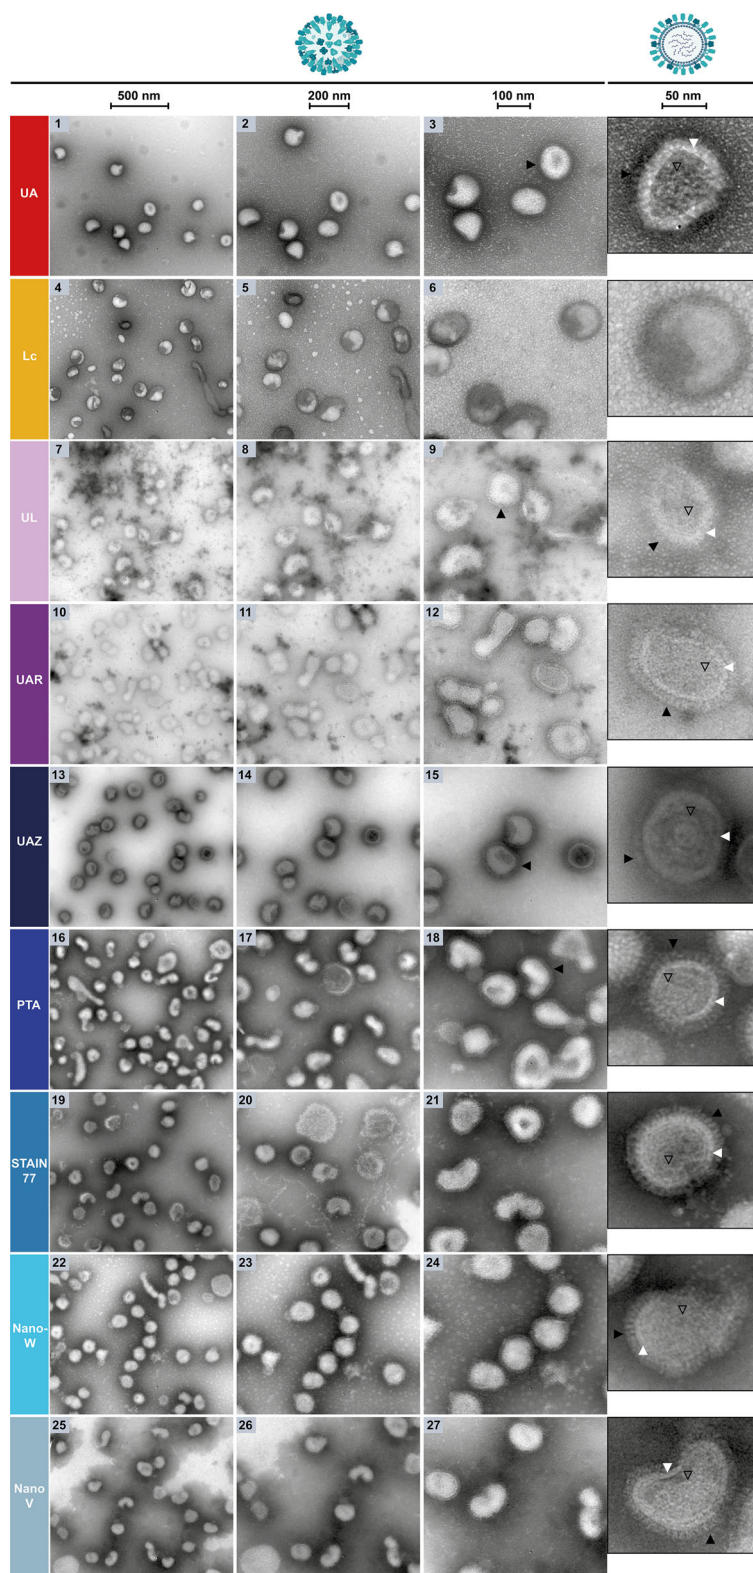 500 nm 200 nm 100 nm 50 nm
1 2 3
UA
4 5 6
Lc
7 8 9
UL
10 11 12
UAR
13 14 15
UAZ
16 17 18
PTA
19 20 21
STAIN
77
22 23 24
Nano-
W
25 26 27
Nano
V